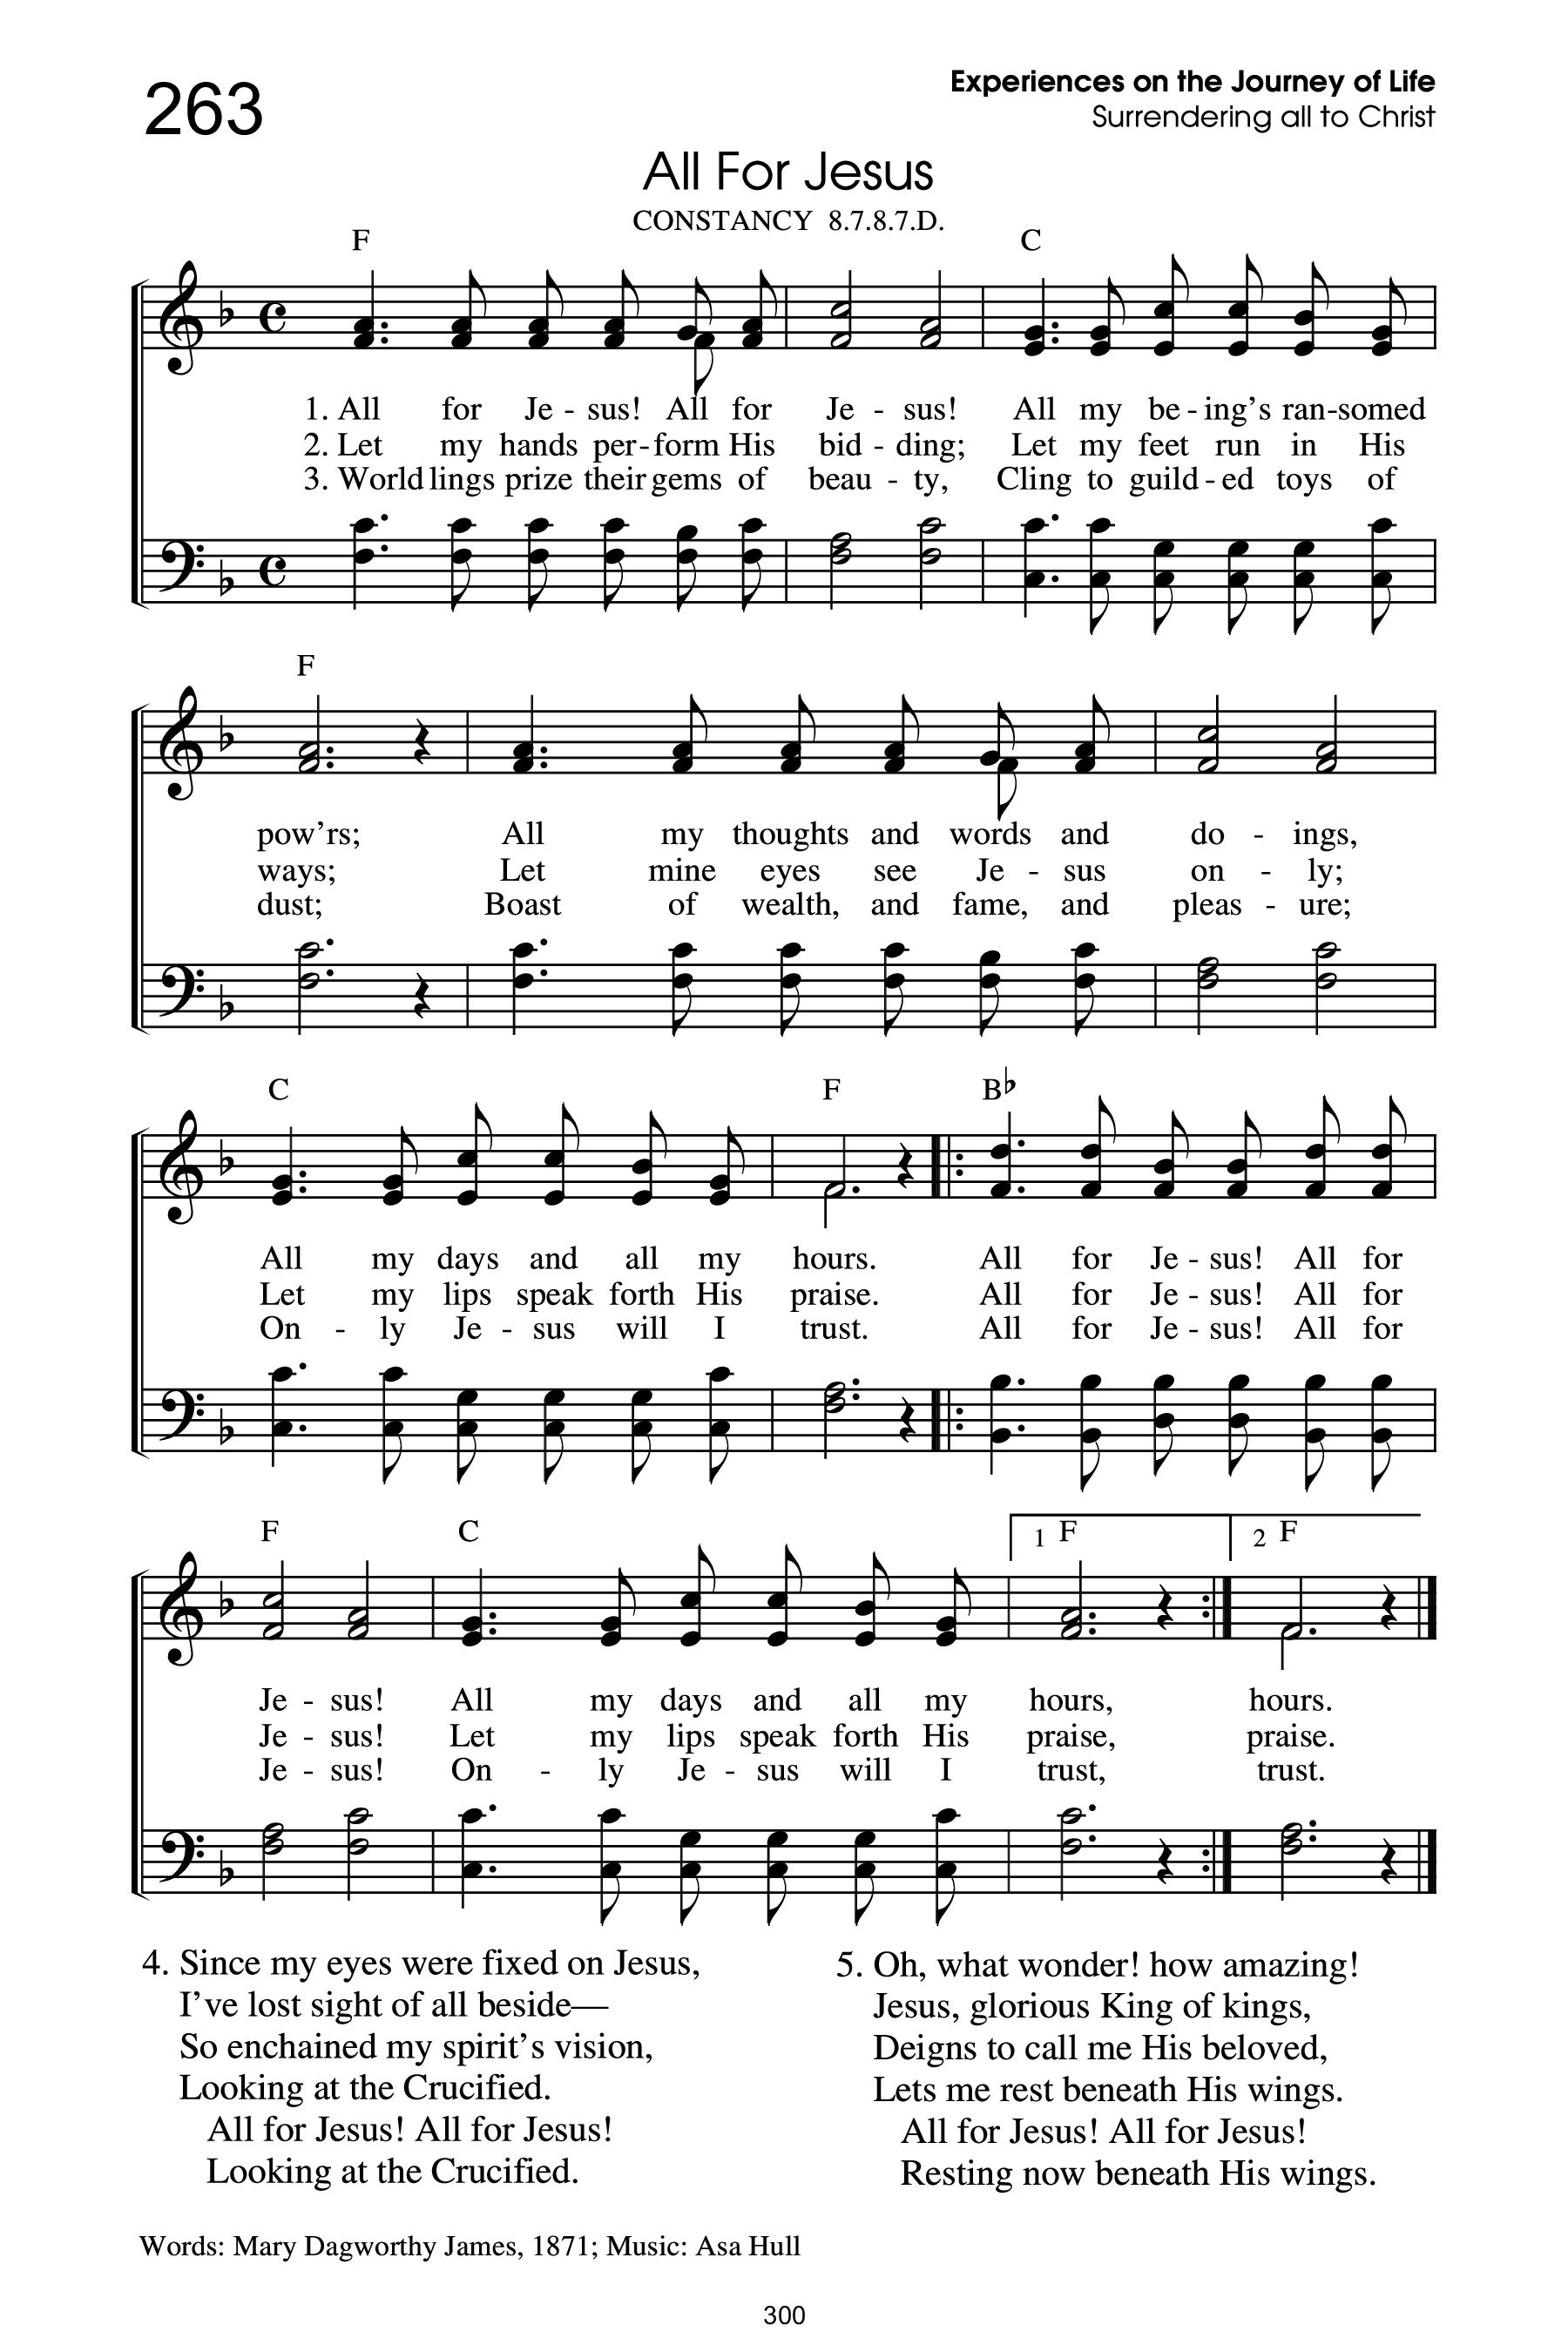 263
Experiences on the Journey of Life
Surrendering all to Christ
All For Jesus
CONSTANCY 8.7.8.7.D.
F C
1. All for Je - sus! All for Je - sus! All my be - ing's ran - somed
2. Let my hands per - form His bid - ding; Let my feet run in His
3. World lings prize their gems of beau - ty, Cling to guild - ed toys of
F
pow'rs; All my thoughts and words and do - ings,
ways; Let mine eyes see Je - sus on - ly;
dust; Boast of wealth, and fame, and pleas - ure;
C F B♭
All my days and all my hours. All for Je - sus! All for
Let my lips speak forth His praise. All for Je - sus! All for
On - ly Je - sus will I trust. All for Je - sus! All for
F C 1 F 2 F
Je - sus! All my days and all my hours, hours.
Je - sus! Let my lips speak forth His praise, praise.
Je - sus! On - ly Je - sus will I trust, trust.
4. Since my eyes were fixed on Jesus,
I've lost sight of all beside—
So enchained my spirit's vision,
Looking at the Crucified.
All for Jesus! All for Jesus!
Looking at the Crucified.
5. Oh, what wonder! how amazing!
Jesus, glorious King of kings,
Deigns to call me His beloved,
Lets me rest beneath His wings.
All for Jesus! All for Jesus!
Resting now beneath His wings.
Words: Mary Dagworthy James, 1871; Music: Asa Hull
300